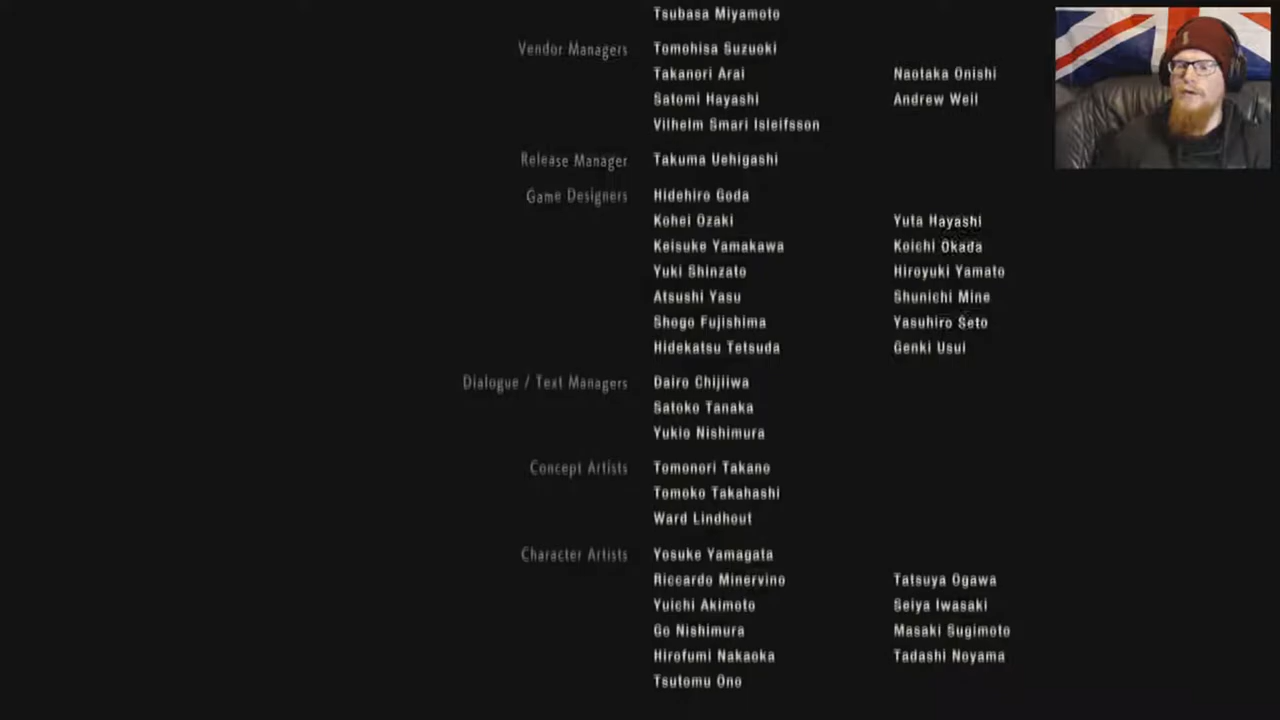 Tsubasa Miyamoto
Vendor Managers Tomohisa Suzuoki
Takanori Arai Naotaka Onishi
Satomi Hayashi Andrew Weil
Vilhelm Smari Isleifsson
Release Manager Takuma Uehigashi
Game Designers Hidehiro Goda
Kohei Ozaki Yuta Hayashi
Keisuke Yamakawa Koichi Okada
Yuki Shinzato Hiroyuki Yamato
Atsushi Yasu Shunichi Mine
Shogo Fujishima Yasuhiro Seto
Hidekatsu Tetsuda Genki Usui
Dialogue / Text Managers Dairo Chijiiwa
Satoko Tanaka
Yukio Nishimura
Concept Artists Tomonori Takano
Tomoko Takahashi
Ward Lindhout
Character Artists Yosuke Yamagata
Riccardo Minervino Tatsuya Ogawa
Yuichi Akimoto Seiya Iwasaki
Go Nishimura Masaki Sugimoto
Hirofumi Nakaoka Tadashi Noyama
Tsutomu Ono